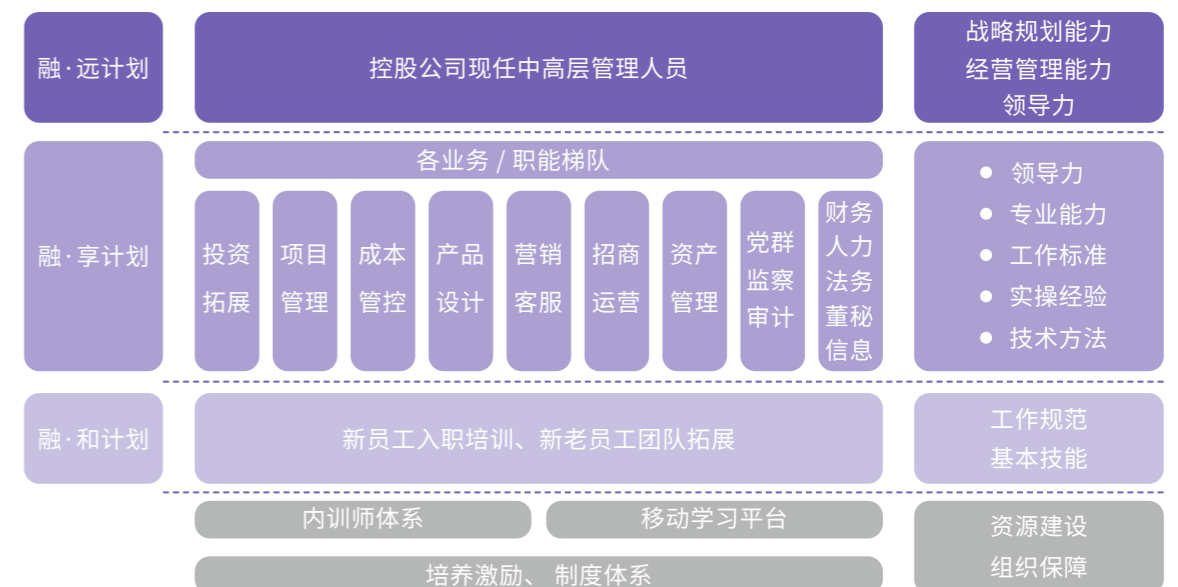 融·远计划
控股公司现任中高层管理人员
战略规划能力
经营管理能力
领导力
融·享计划
各业务 / 职能梯队
投资
拓展
项目
管理
成本
管控
产品
设计
营销
客服
招商
运营
资产
管理
党群
监察
审计
财务
人力
法务
董秘
信息
● 领导力
● 专业能力
● 工作标准
● 实操经验
● 技术方法
融·和计划
新员工入职培训、新老员工团队拓展
工作规范
基本技能
内训师体系
移动学习平台
培养激励、 制度体系
资源建设
组织保障